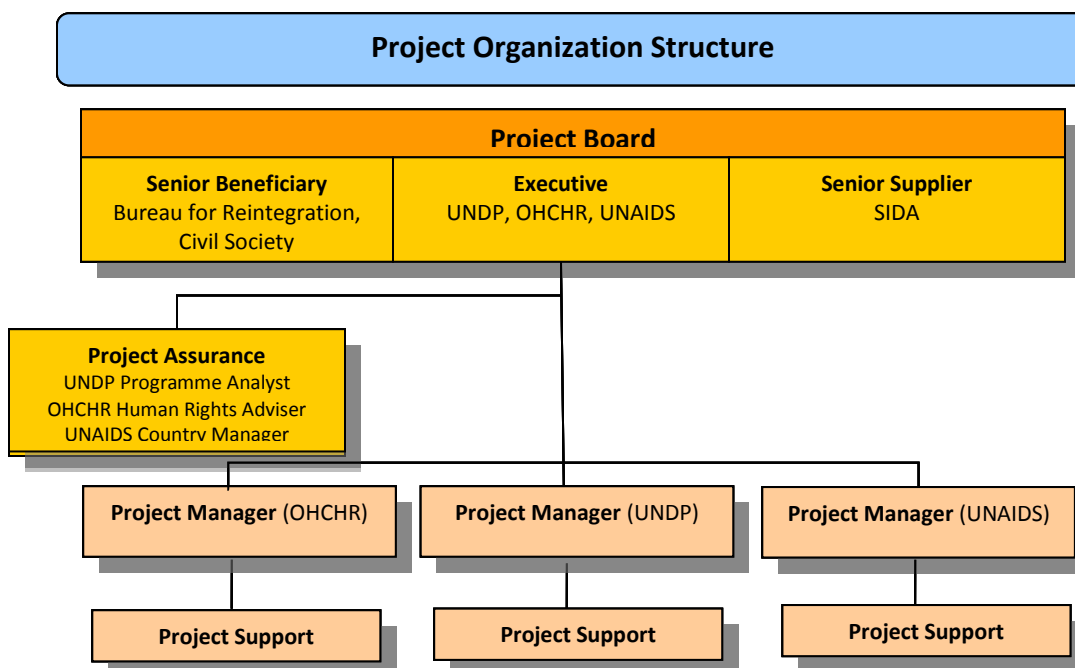 Project Organization Structure
Project Board
Senior Beneficiary
Bureau for Reintegration,
Civil Society
Executive
UNDP, OHCHR, UNAIDS
Senior Supplier
SIDA
Project Assurance
UNDP Programme Analyst
OHCHR Human Rights Adviser
UNAIDS Country Manager
Project Manager (OHCHR)
Project Manager (UNDP)
Project Manager (UNAIDS)
Project Support
Project Support
Project Support